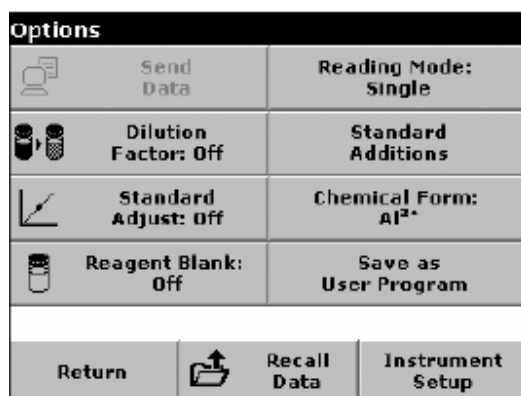 Options
Send
Data
Reading Mode:
Single
Dilution
Factor: Off
Standard
Additions
Standard
Adjust: Off
Chemical Form:
Al³⁺
Reagent Blank:
Off
Save as
User Program
Return
Recall
Data
Instrument
Setup